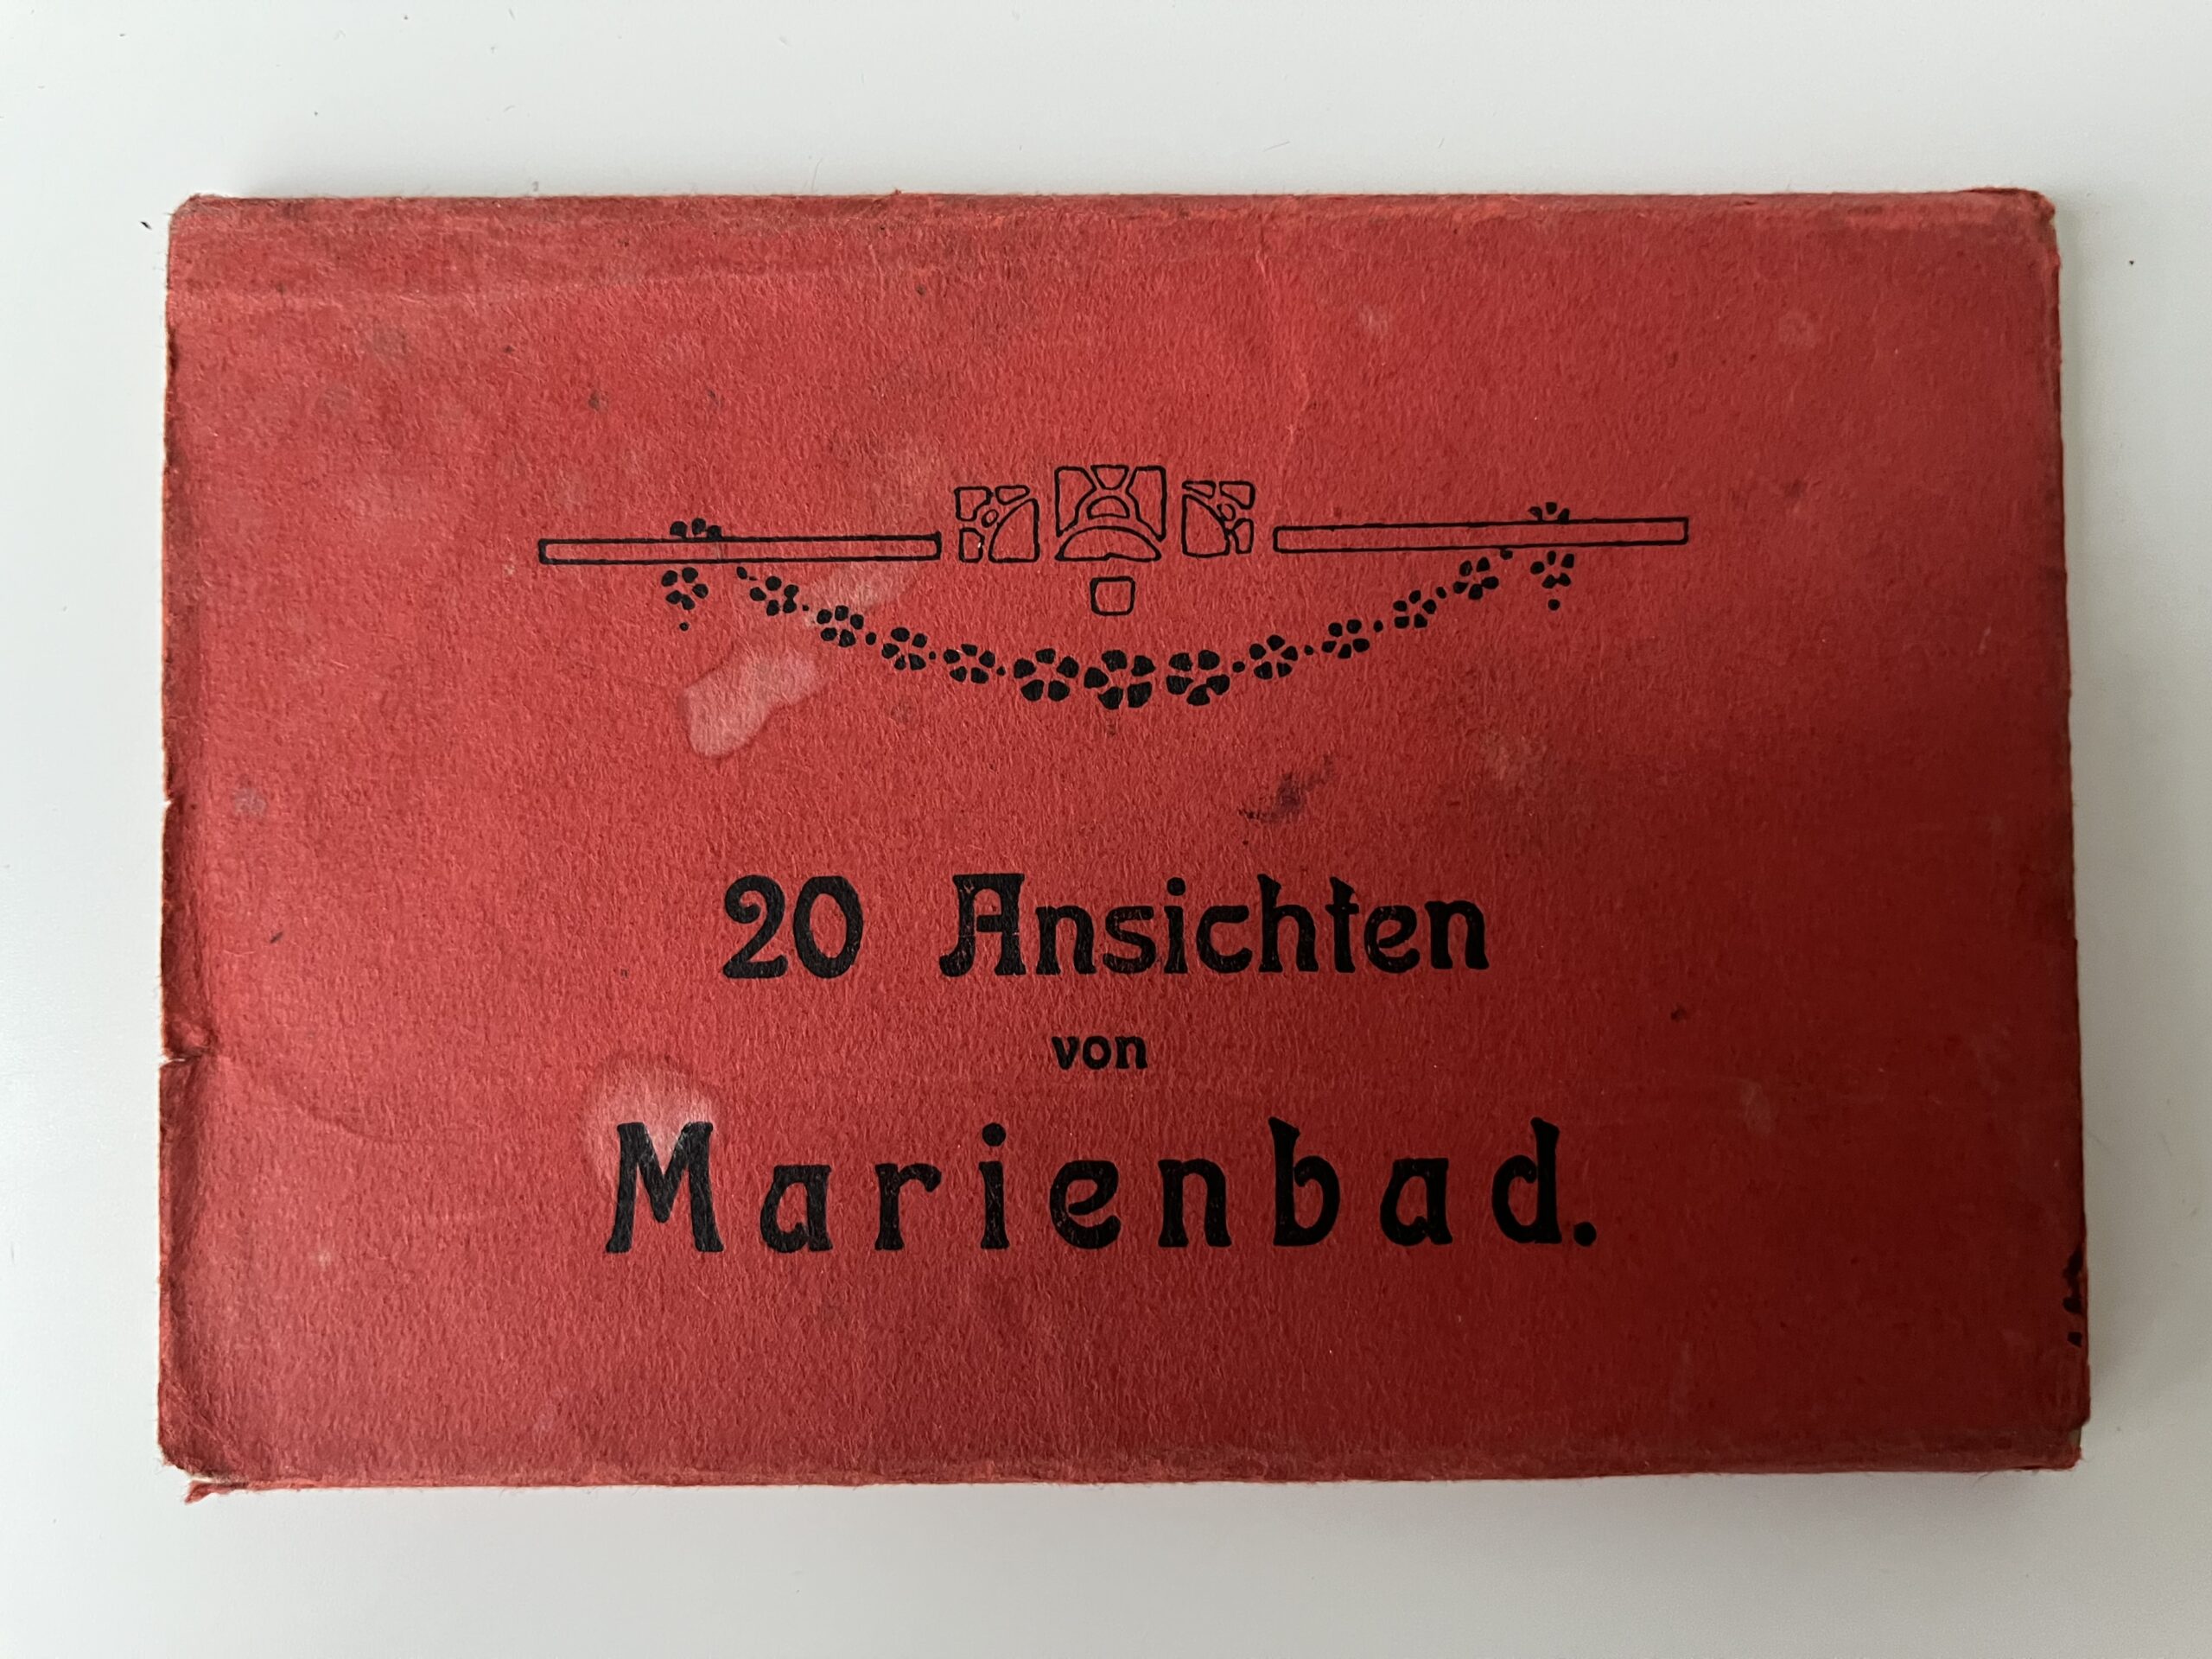 20 Ansichten
von
Marienbad.